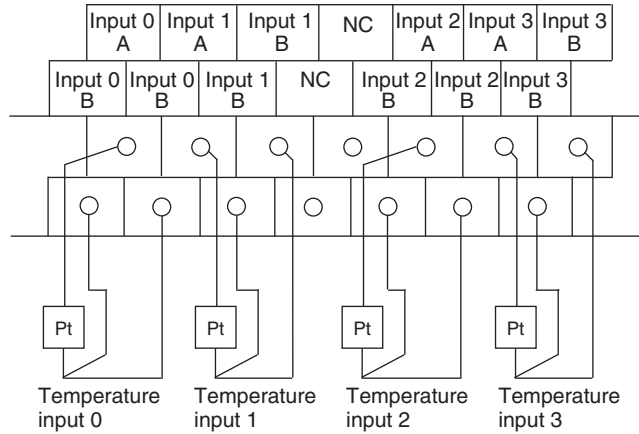 Input 0 Input 1 Input 1 NC Input 2 Input 3 Input 3
A A B A A B
Input 0 Input 0 Input 1 NC Input 2 Input 2 Input 3
B B B B B B
Pt Pt Pt Pt
Temperature Temperature Temperature Temperature
input 0 input 1 input 2 input 3